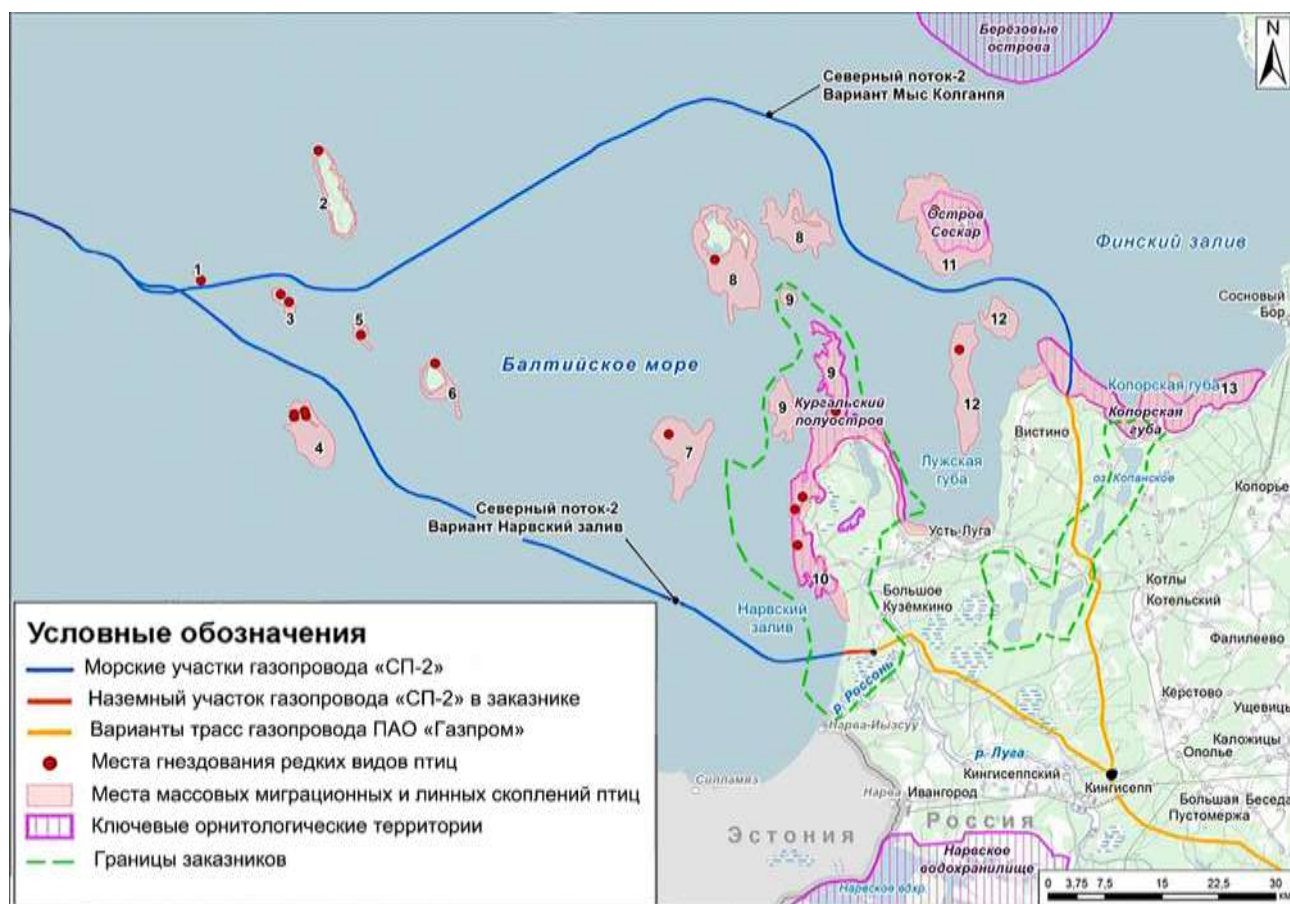 Берёзовые
острова
N
Северный поток-2
Вариант Мыс Колганпя
2
8
Остров
Сескар
11
Финский залив
1
3
8
9
Сосновый
Бор
5
12
Балтийское море
6
9
9
Кургальский
полуостров
12
Копорская губа
13
Копорская
губа
4
7
Вистино
Лужская
губа
оз. Копанское
Копорье
Северный поток-2
Вариант Нарвский залив
Усть-Луга
10
Большое
Кузёмкино
Котлы
Котельский
Нарвский
залив
Фалилеево
р. Россонь
Нарва-Йыэсуу
Керстово
Ущевицы
Каложицы
Ополье
р. Луга
Силламяэ
Кингисеппский
Кингисепп
Нарва
Ивангород
Большая
Пустомержа
Беседа
Эстония
Россия
Нарвское
водохранилище
Нарвское вдхр.
0 3,75 7,5 15 22,5 30
км
Условные обозначения
Морские участки газопровода «СП-2»
Наземный участок газопровода «СП-2» в заказнике
Варианты трасс газопровода ПАО «Газпром»
Места гнездования редких видов птиц
Места массовых миграционных и линных скоплений птиц
Ключевые орнитологические территории
Границы заказников